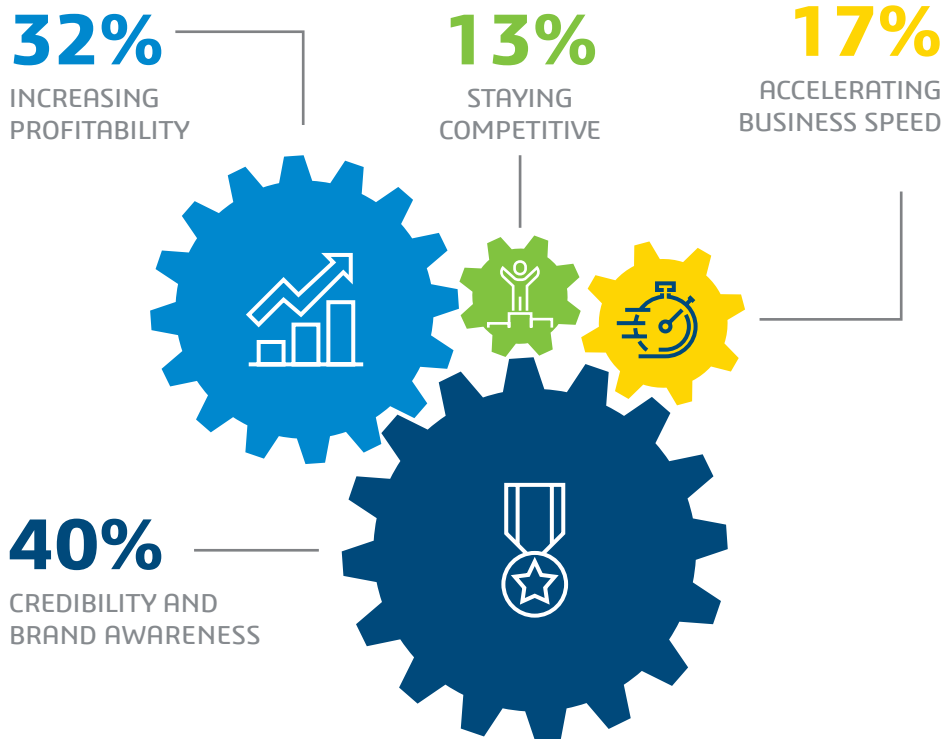 32%
INCREASING
PROFITABILITY
13%
STAYING
COMPETITIVE
17%
ACCELERATING
BUSINESS SPEED
40%
CREDIBILITY AND
BRAND AWARENESS